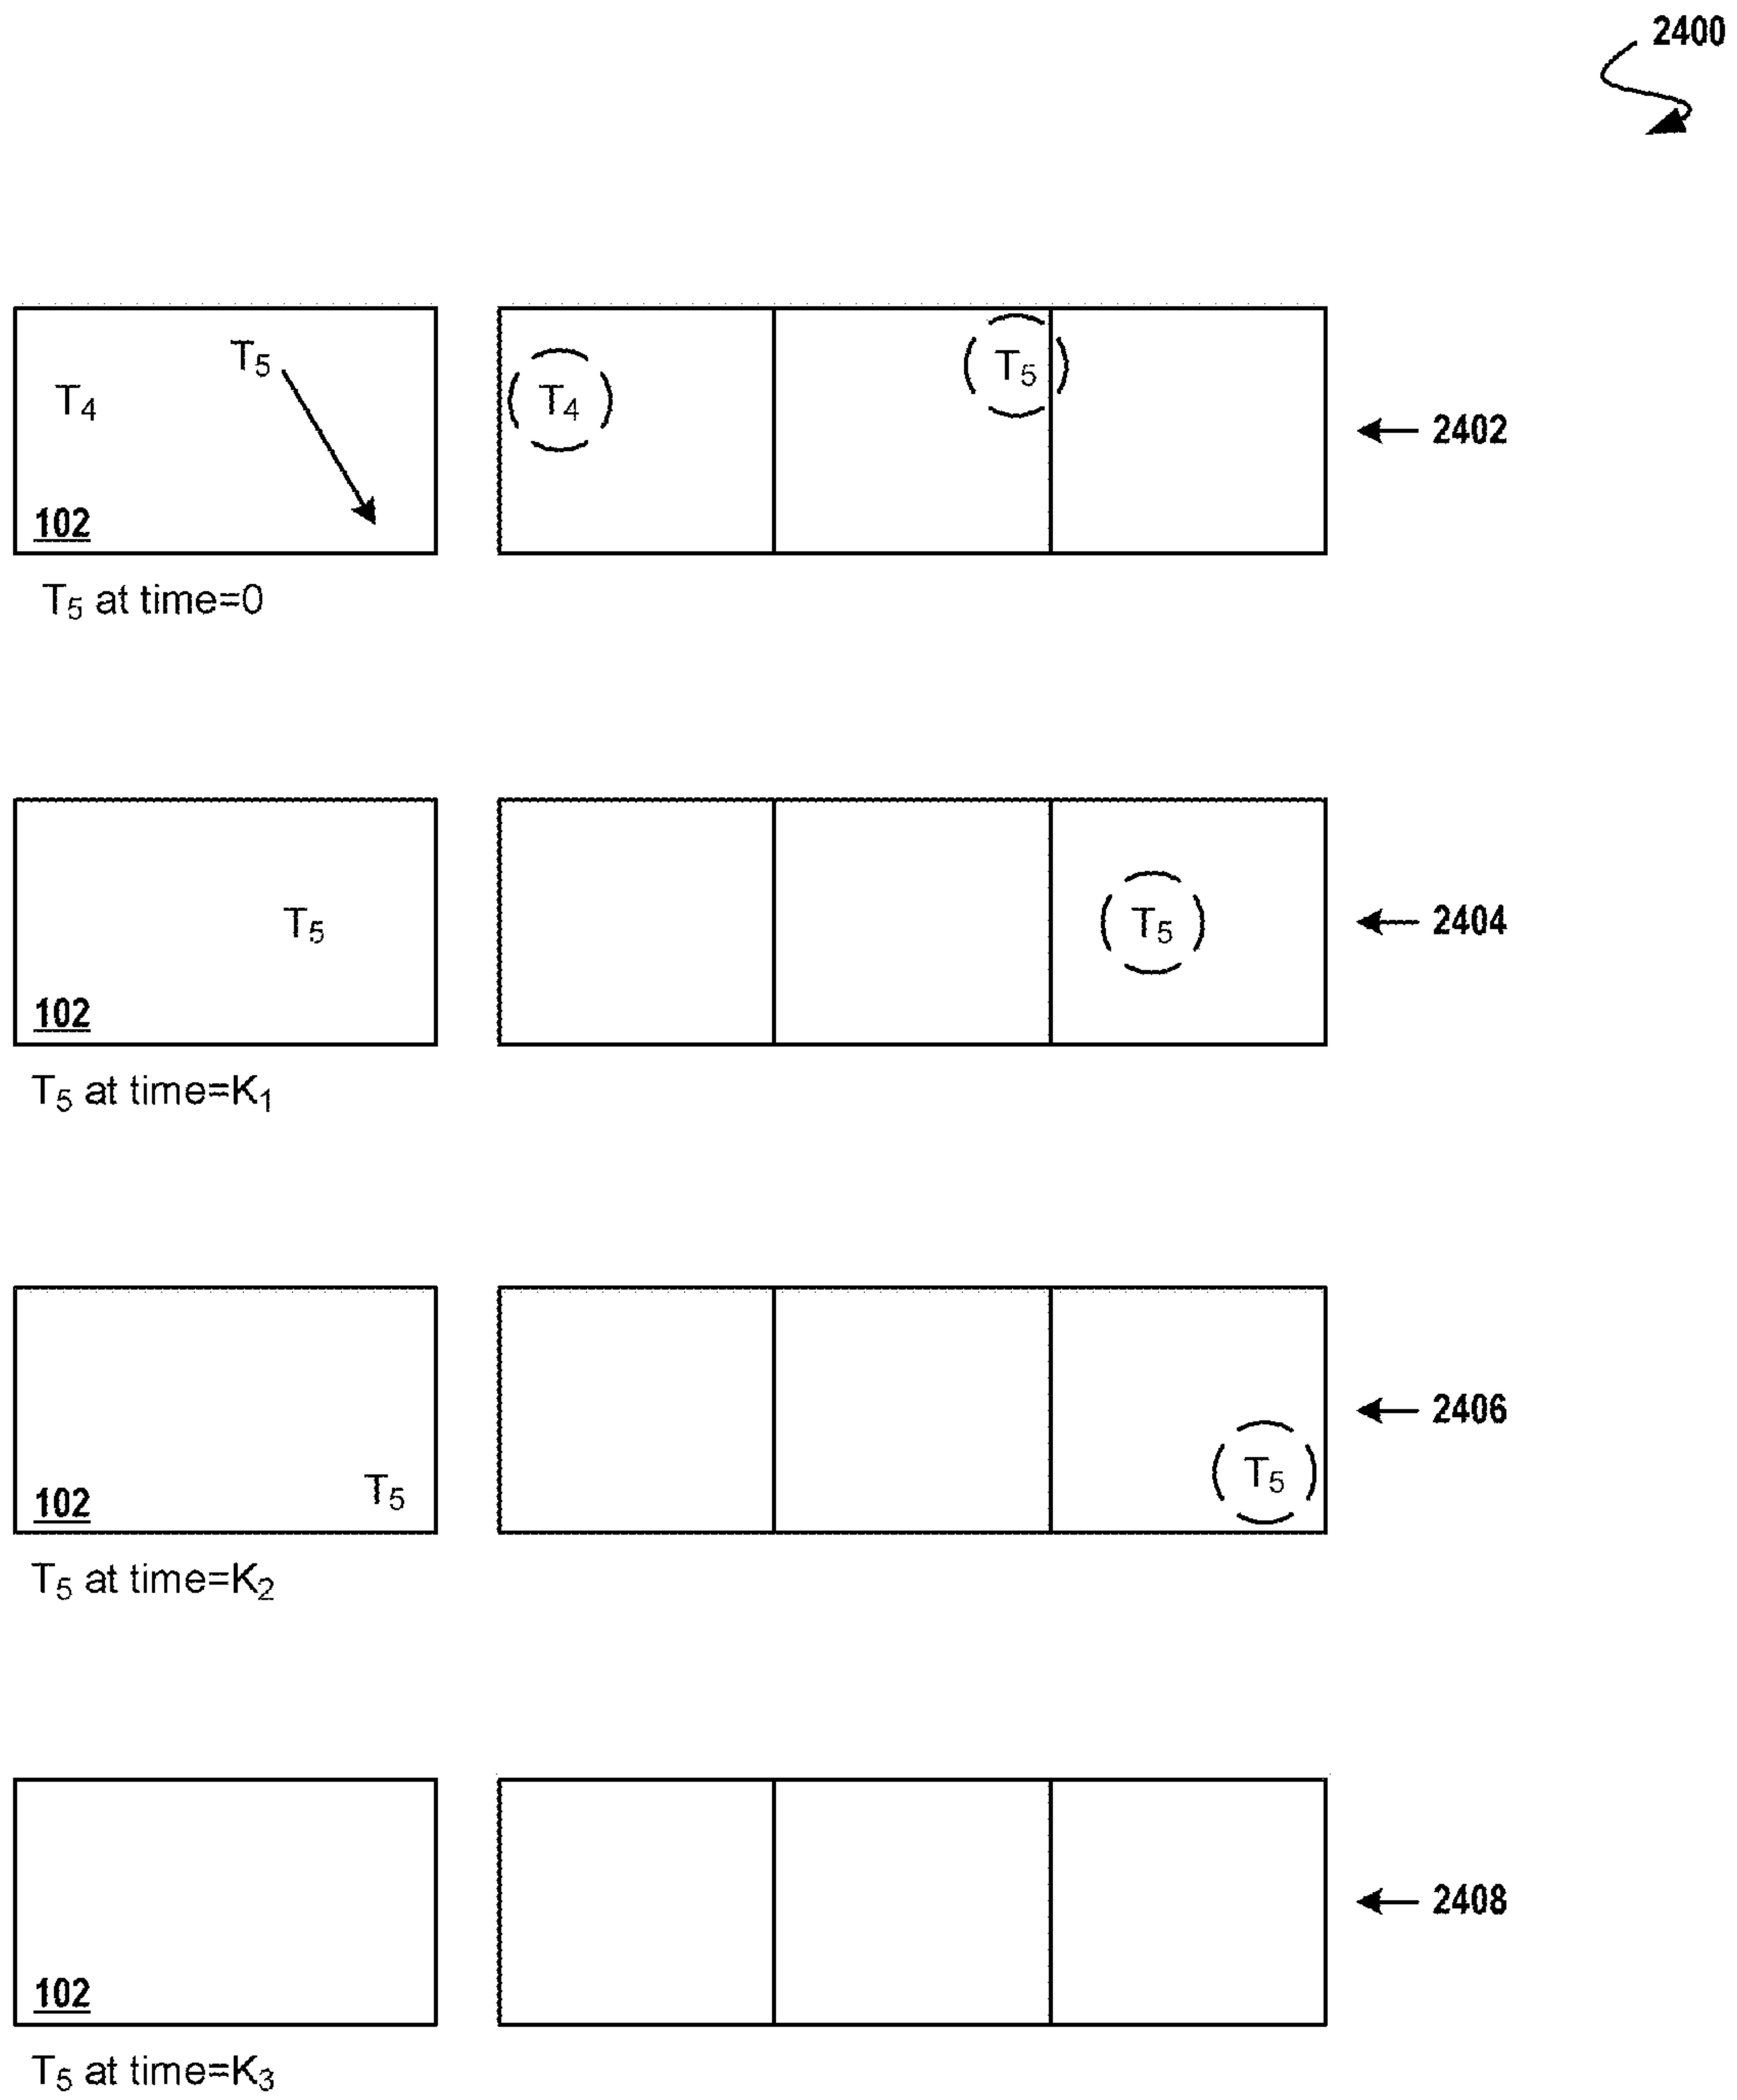 2400
T5
T5
T4
T4
2402
102
T5 at time=0
T5
T5
2404
102
T5 at time=K1
T5
2406
T5
102
T5 at time=K2
2408
102
T5 at time=K3